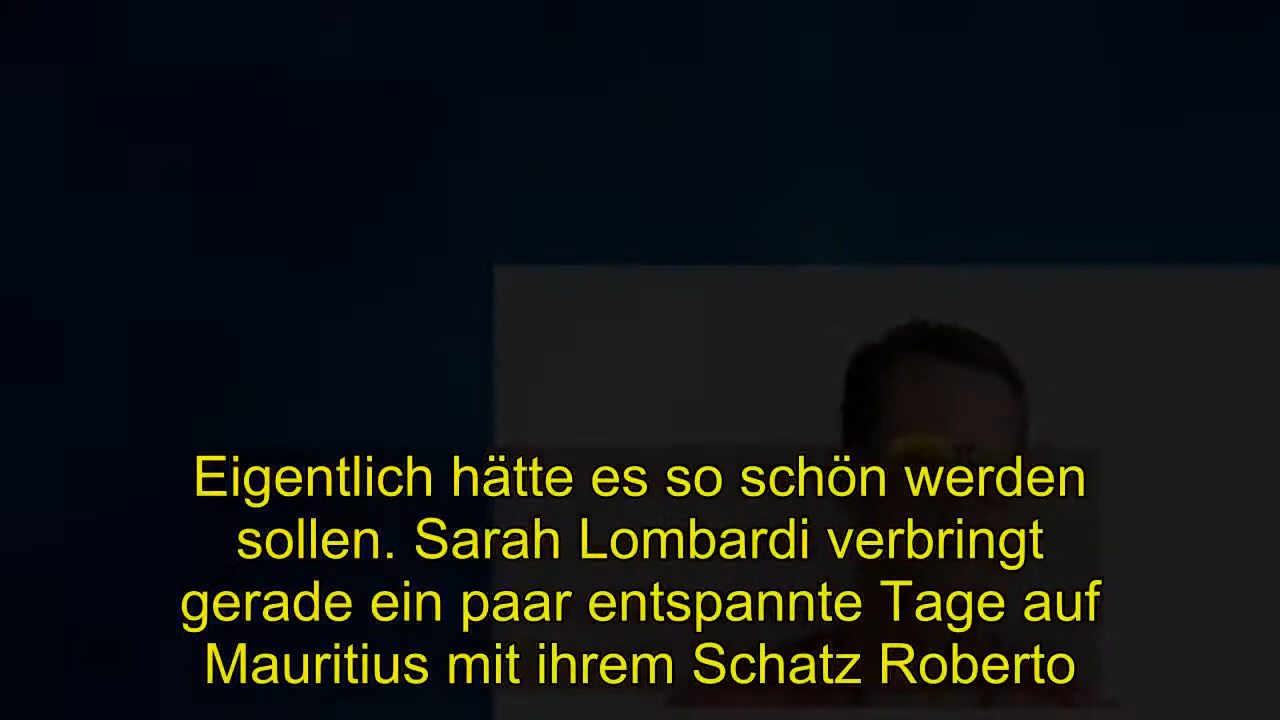 Eigentlich hätte es so schön werden
sollen. Sarah Lombardi verbringt
gerade ein paar entspannte Tage auf
Mauritius mit ihrem Schatz Roberto